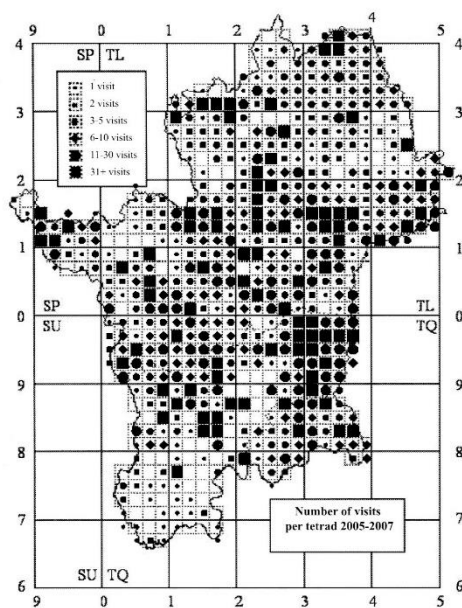 9 0 1 2 3 4 5
4 SP TL 4
1 visit
2 visits
3-5 visits
6-10 visits
11-30 visits
31+ visits
3 3
2 2
1 1
SP TL
0 0
SU TQ
9 9
8 8
Number of visits
per tetrad 2005-2007
7 7
SU TQ
6 6
9 0 1 2 3 4 5